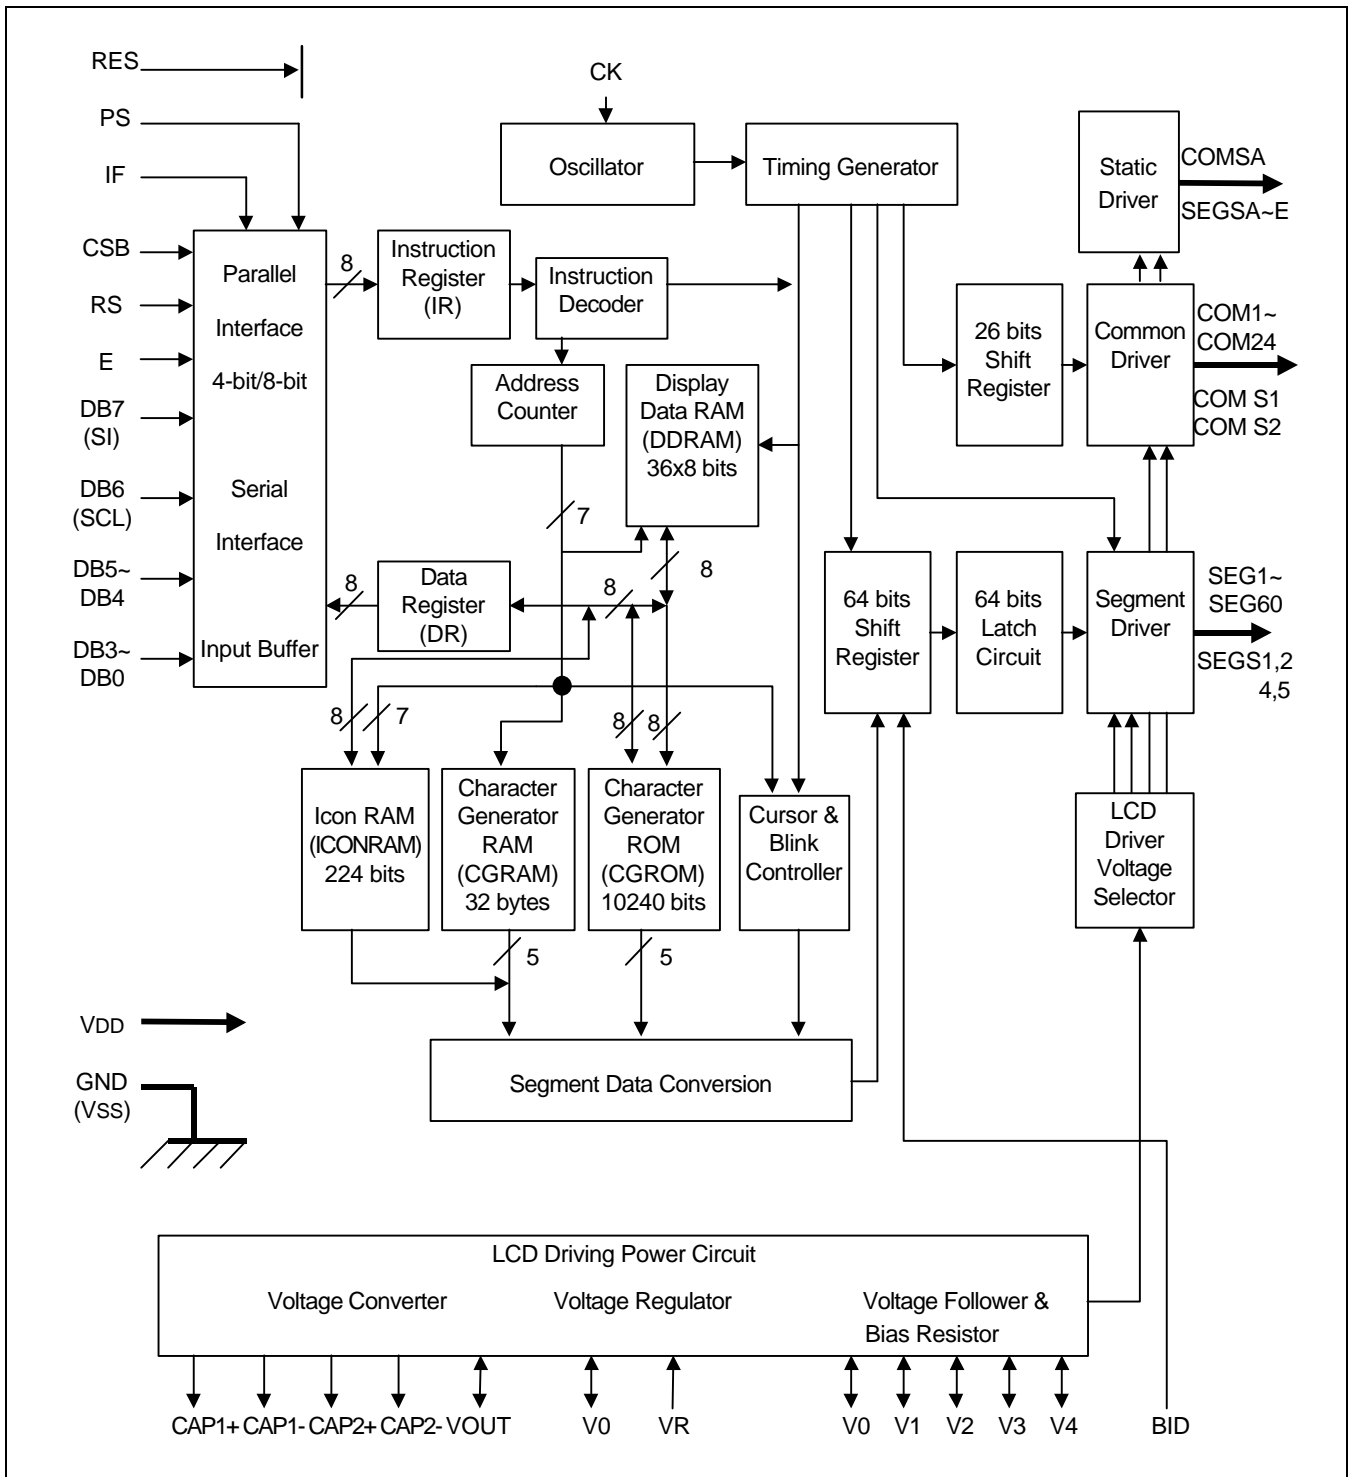 RES
CK
PS
IF
Oscillator
Timing Generator
Static
Driver
COMSA
SEGSA~E
CSB
RS
E
DB7
(SI)
DB6
(SCL)
DB5~
DB4
DB3~
DB0
Parallel
Interface
4-bit/8-bit
Serial
Interface
Input Buffer
8
Instruction
Register
(IR)
Instruction
Decoder
Address
Counter
Display
Data RAM
(DDRAM)
36x8 bits
26 bits
Shift
Register
Common
Driver
COM1~
COM24
COM S1
COM S2
7
8
8
Data
Register
(DR)
8
64 bits
Shift
Register
64 bits
Latch
Circuit
Segment
Driver
SEG1~
SEG60
SEGS1,2
4,5
8
7
8
8
Icon RAM
(ICONRAM)
224 bits
Character
Generator
RAM
(CGRAM)
32 bytes
Character
Generator
ROM
(CGROM)
10240 bits
Cursor &
Blink
Controller
LCD
Driver
Voltage
Selector
5
5
VDD
GND
(VSS)
Segment Data Conversion
LCD Driving Power Circuit
Voltage Converter
Voltage Regulator
Voltage Follower &
Bias Resistor
CAP1+ CAP1- CAP2+ CAP2- VOUT V0 VR V0 V1 V2 V3 V4 BID